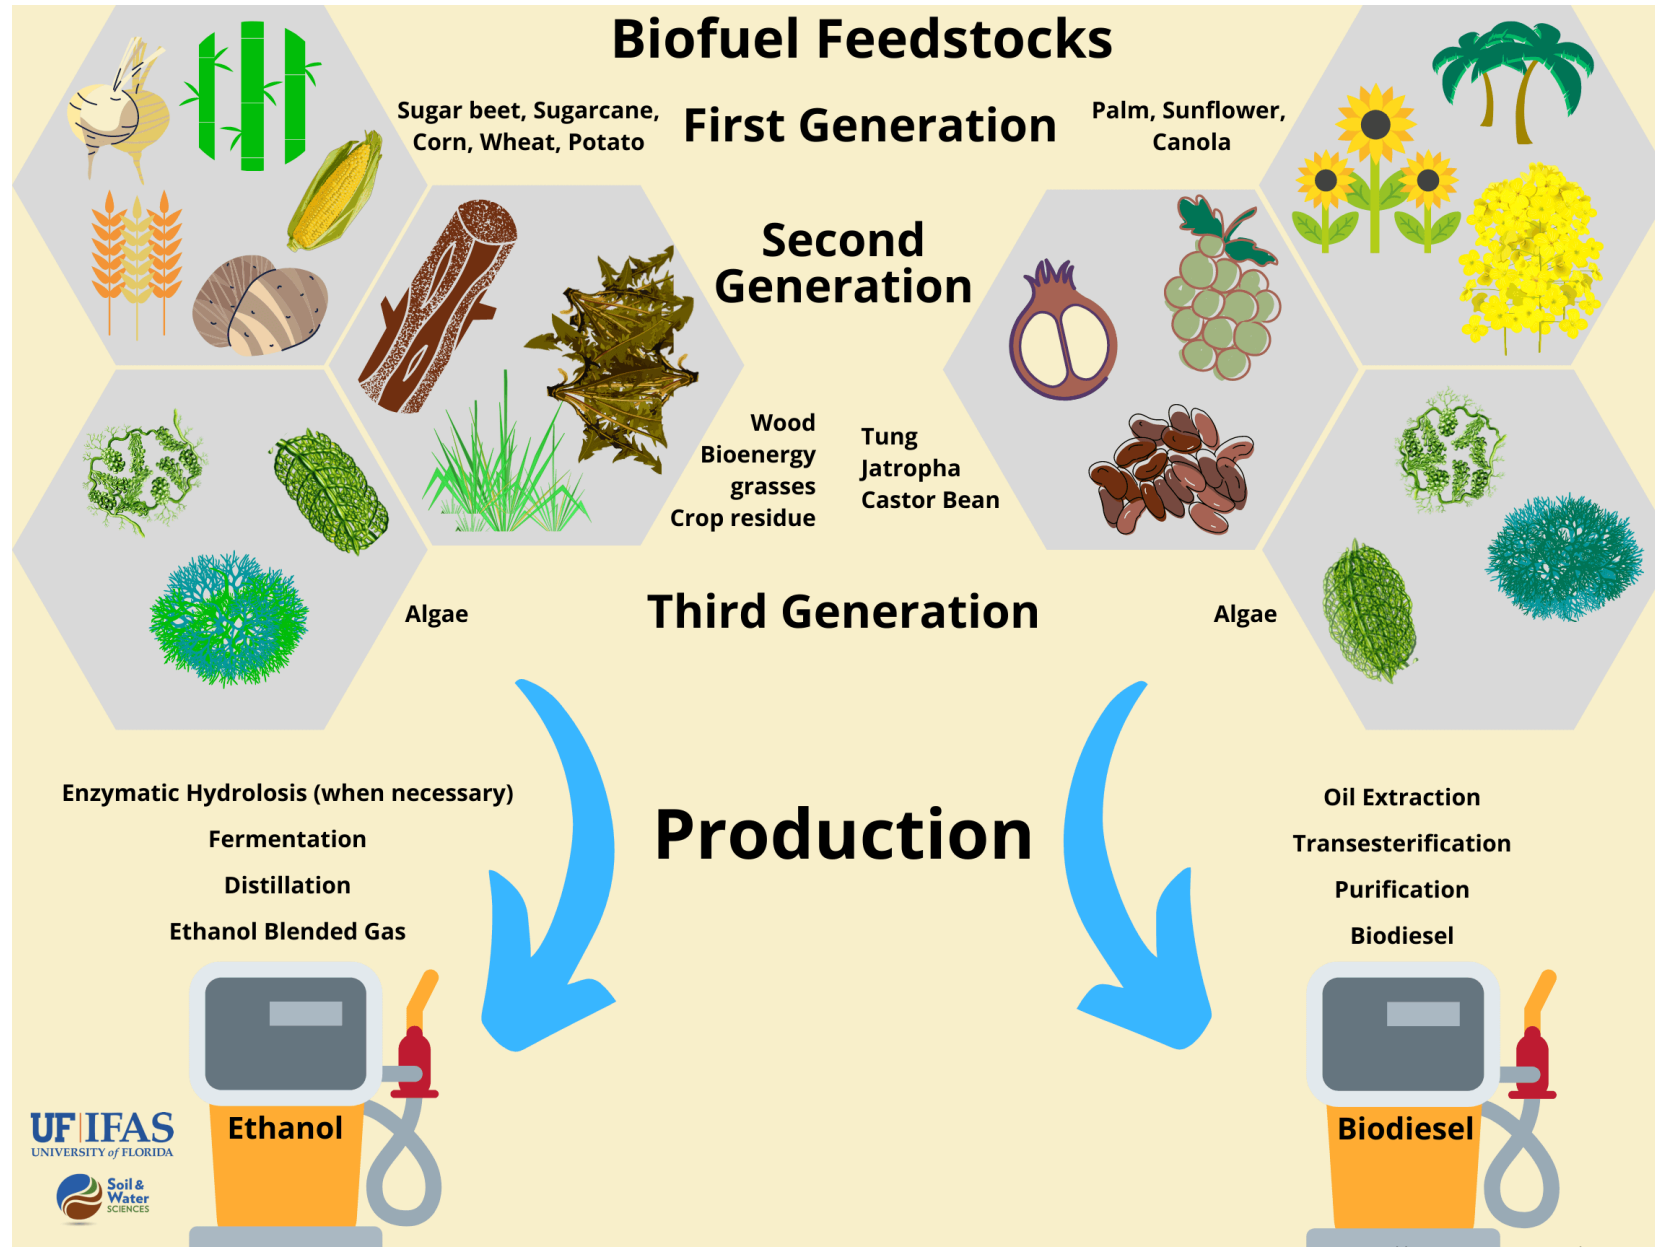 Biofuel Feedstocks
Sugar beet, Sugarcane,
Corn, Wheat, Potato
First Generation
Palm, Sunflower,
Canola
Second
Generation
Wood
Bioenergy
grasses
Crop residue
Tung
Jatropha
Castor Bean
Algae
Third Generation
Algae
Enzymatic Hydrolosis (when necessary)
Fermentation
Distillation
Ethanol Blended Gas
Production
Oil Extraction
Transesterification
Purification
Biodiesel
Ethanol
Biodiesel
UF|IFAS
UNIVERSITY of FLORIDA
Soil &
Water
SCIENCES